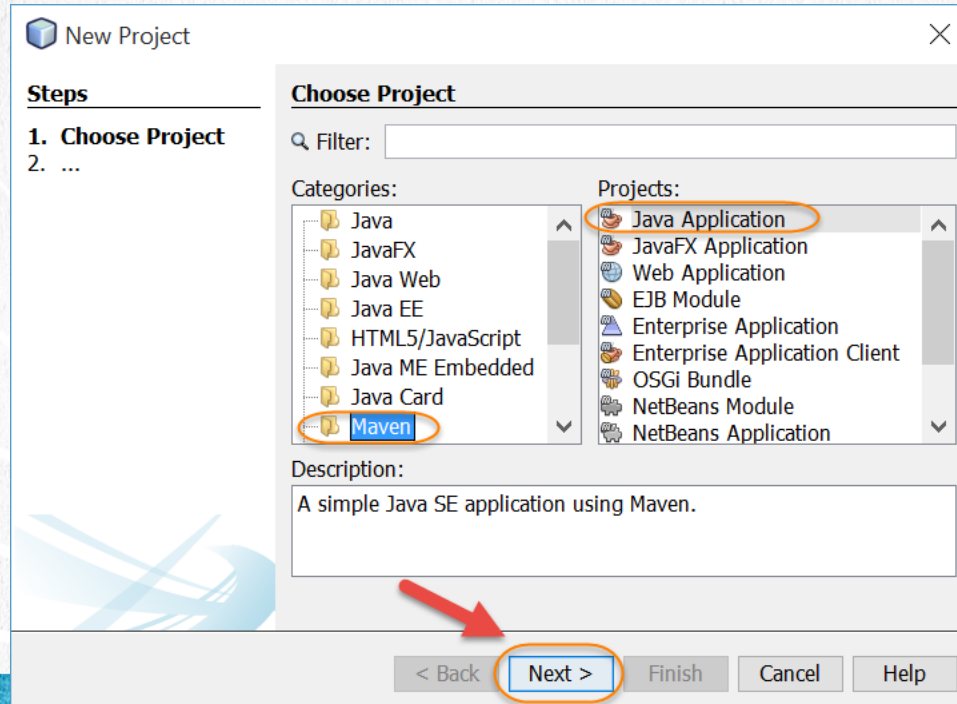 New Project
Steps
1. Choose Project
2. ...
Choose Project
Filter:
Categories:
Java
JavaFX
Java Web
Java EE
HTML5/JavaScript
Java ME Embedded
Java Card
Maven
Projects:
Java Application
JavaFX Application
Web Application
EJB Module
Enterprise Application
Enterprise Application Client
OSGi Bundle
NetBeans Module
NetBeans Application
Description:
A simple Java SE application using Maven.
< Back
Next >
Finish
Cancel
Help